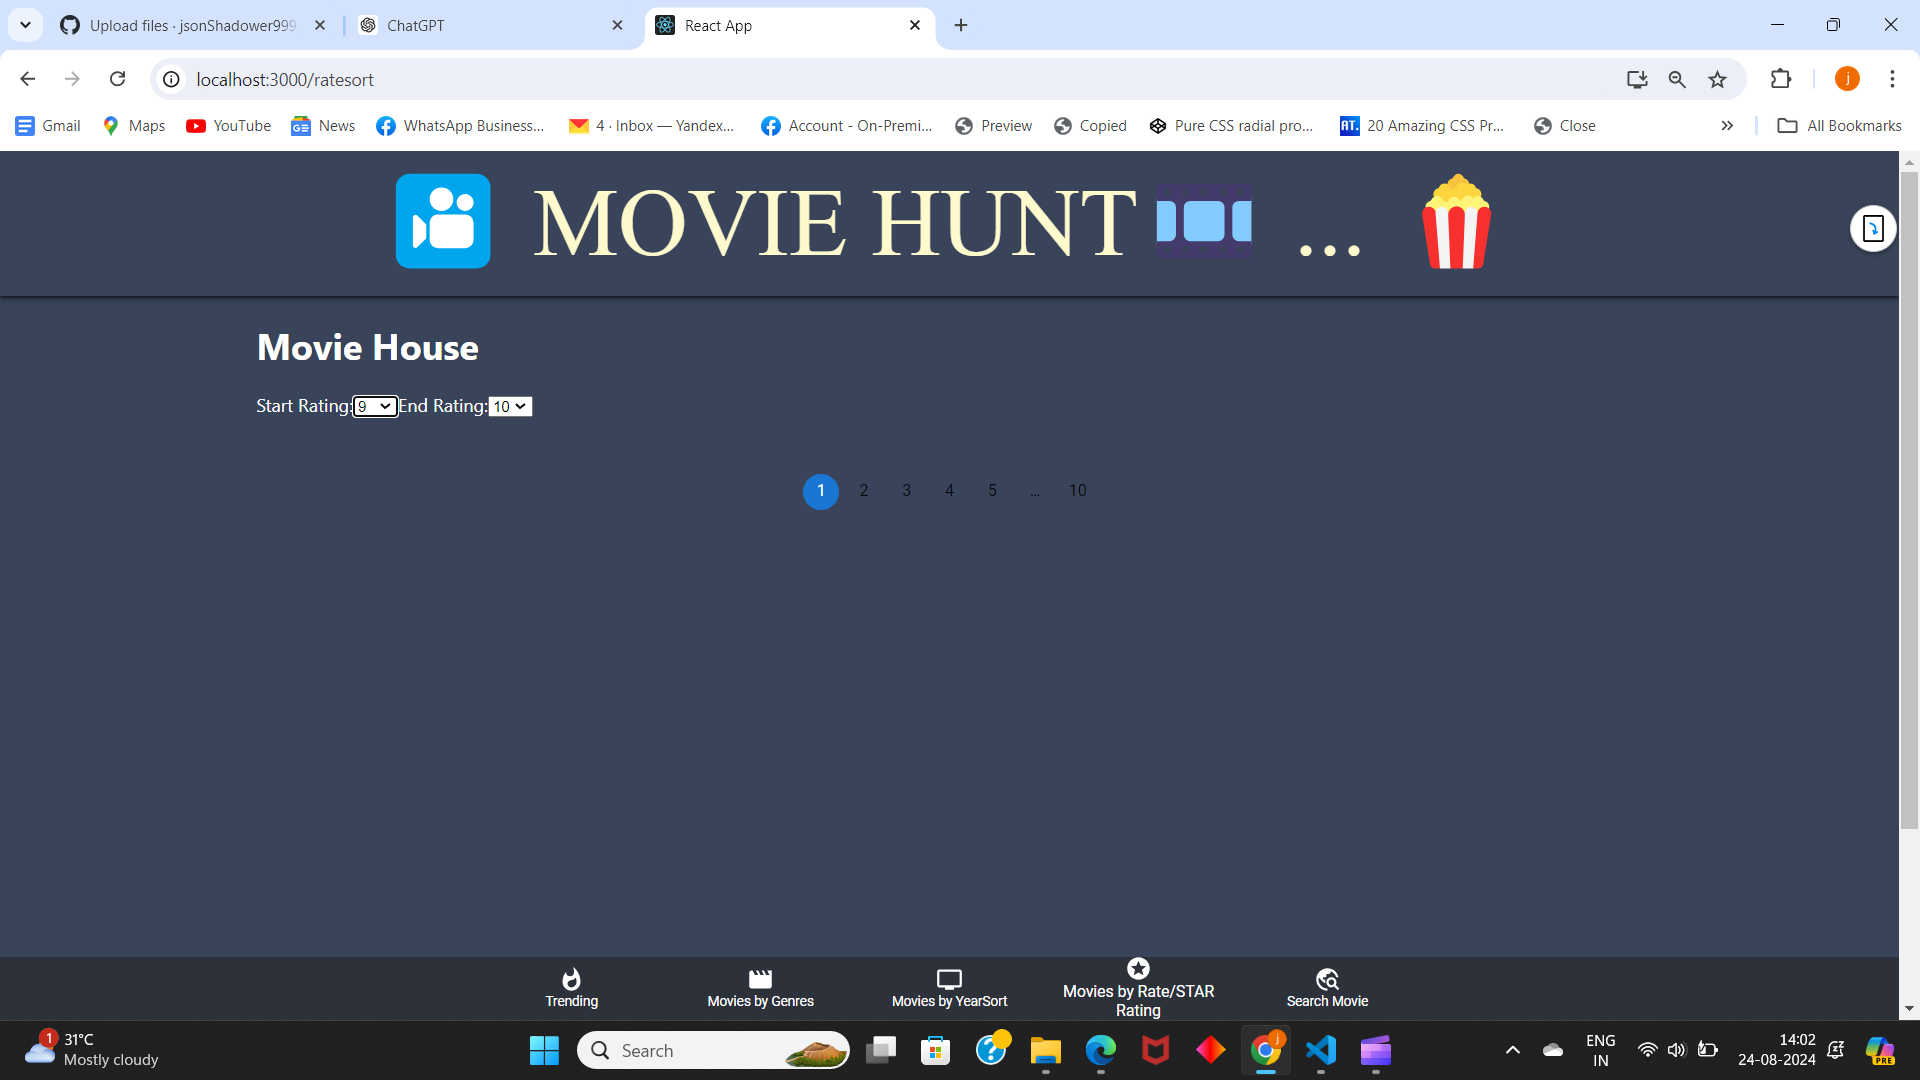 Upload files · jsonShadower999
ChatGPT
React App
localhost:3000/ratesort
j
Gmail
Maps
YouTube
News
WhatsApp Business...
4 · Inbox — Yandex...
Account - On-Premi...
Preview
Copied
Pure CSS radial pro...
AT.
20 Amazing CSS Pr...
Close
All Bookmarks
MOVIE HUNT ...
Movie House
Start Rating: 9 End Rating: 10
1 2 3 4 5 ... 10
Trending
Movies by Genres
Movies by YearSort
Movies by Rate/STAR
Rating
Search Movie
1
31°C
Mostly cloudy
Search
j
ENG
IN
14:02
24-08-2024
PRE